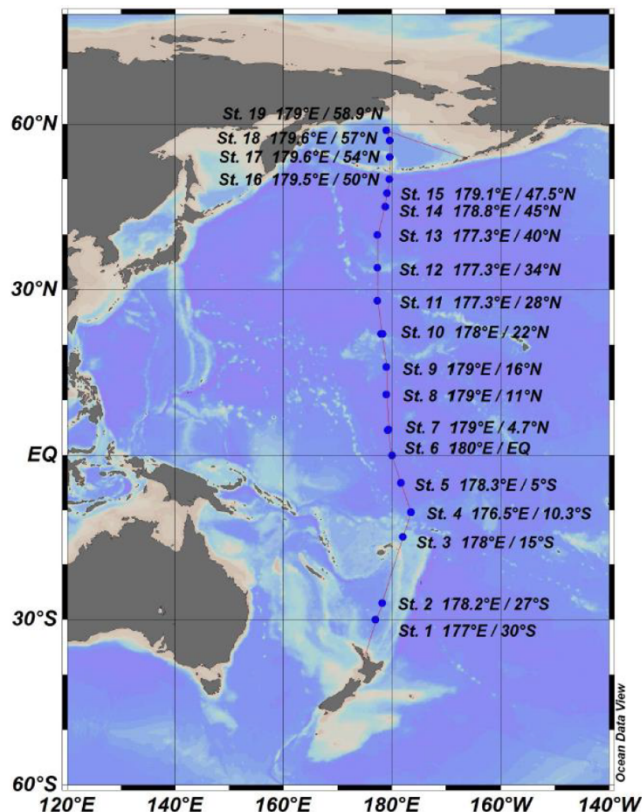 St. 19 179°E / 58.9°N
60°N
St. 18 179.6°E / 57°N
St. 17 179.6°E / 54°N
St. 16 179.5°E / 50°N
St. 15 179.1°E / 47.5°N
St. 14 178.8°E / 45°N
St. 13 177.3°E / 40°N
St. 12 177.3°E / 34°N
30°N
St. 11 177.3°E / 28°N
St. 10 178°E / 22°N
St. 9 179°E / 16°N
St. 8 179°E / 11°N
St. 7 179°E / 4.7°N
St. 6 180°E / EQ
EQ
St. 5 178.3°E / 5°S
St. 4 176.5°E / 10.3°S
St. 3 178°E / 15°S
St. 2 178.2°E / 27°S
30°S
St. 1 177°E / 30°S
Ocean Data View
60°S
120°E 140°E 160°E 180°E 160°W 140°W